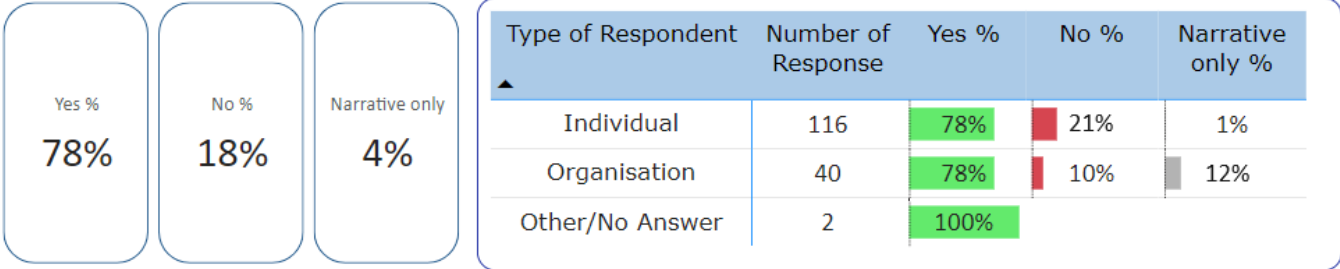 Yes %
78%
No %
18%
Narrative only
4%
Type of Respondent Number of Response Yes % No % Narrative only %
Individual 116 78% 21% 1%
Organisation 40 78% 10% 12%
Other/No Answer 2 100%